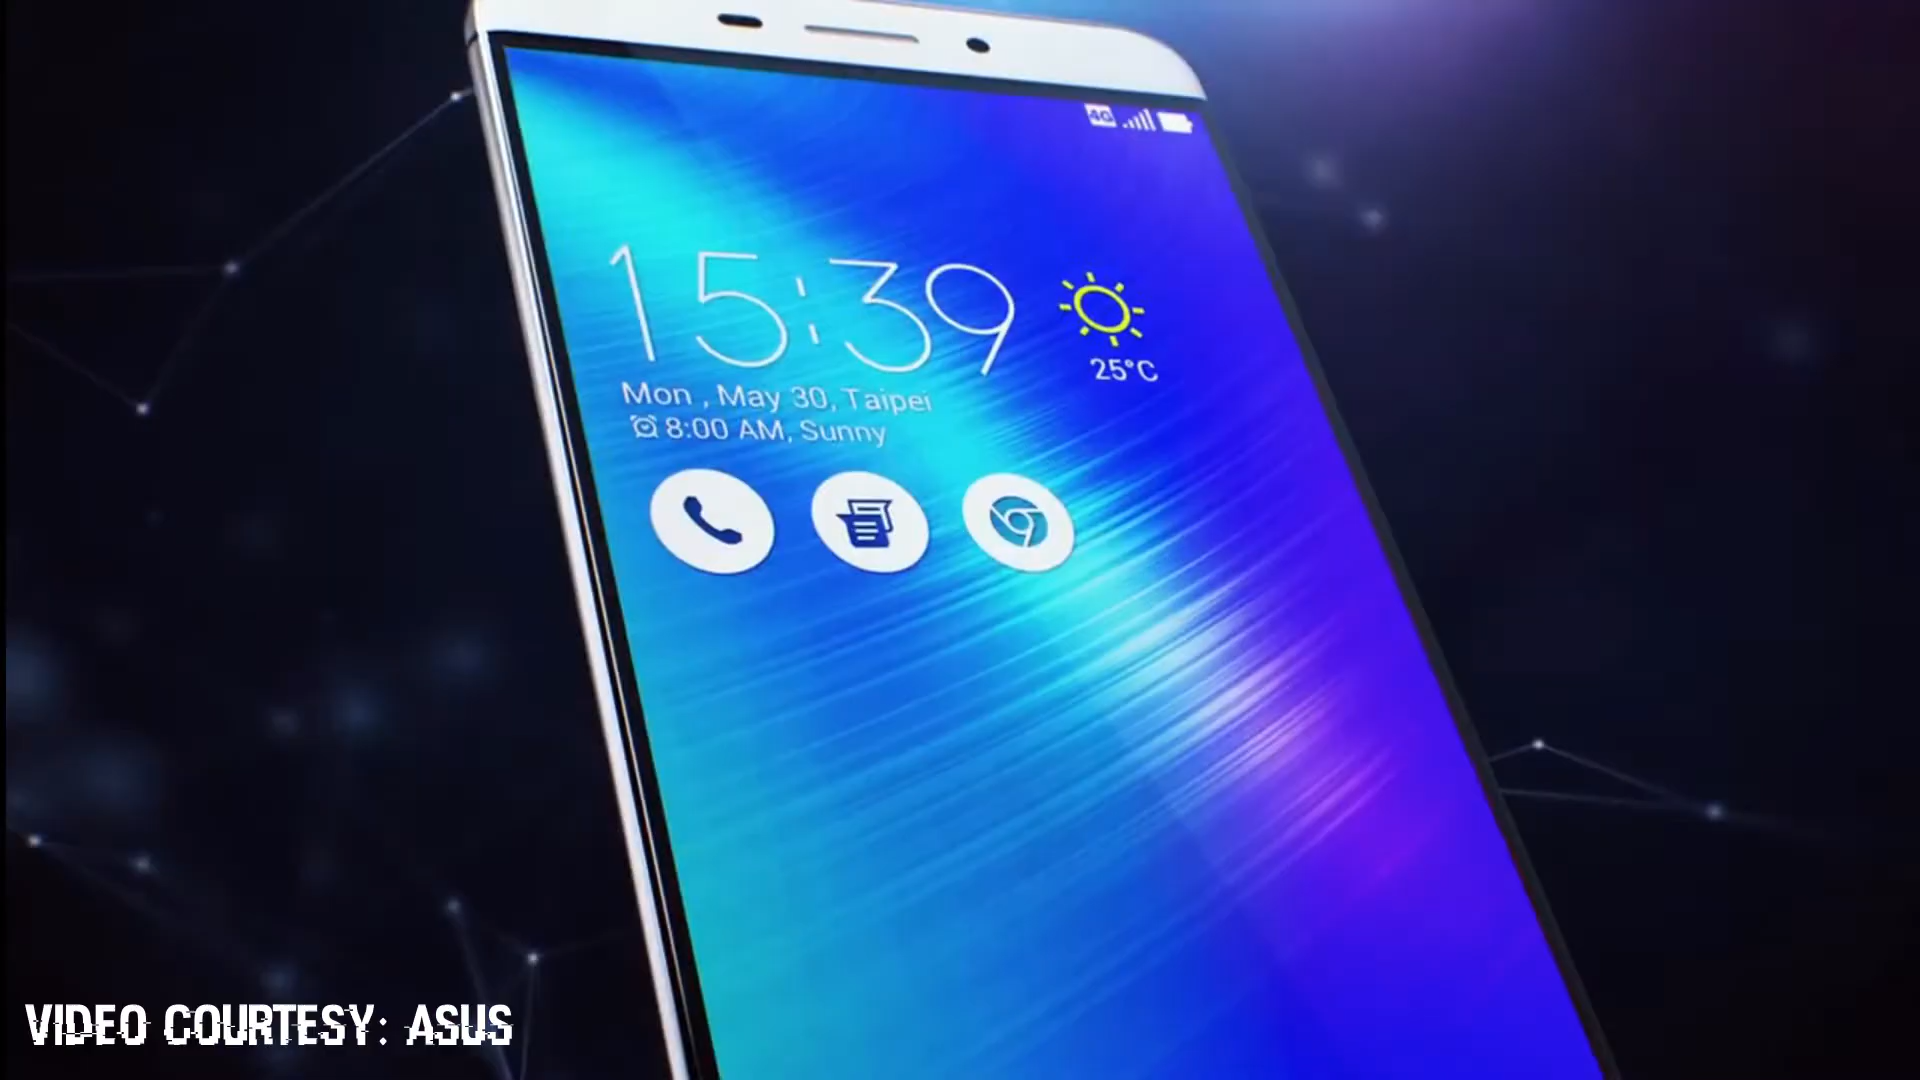 4G
15:39
25°C
Mon , May 30, Taipei
8:00 AM, Sunny
VIDEO COURTESY: ASUS